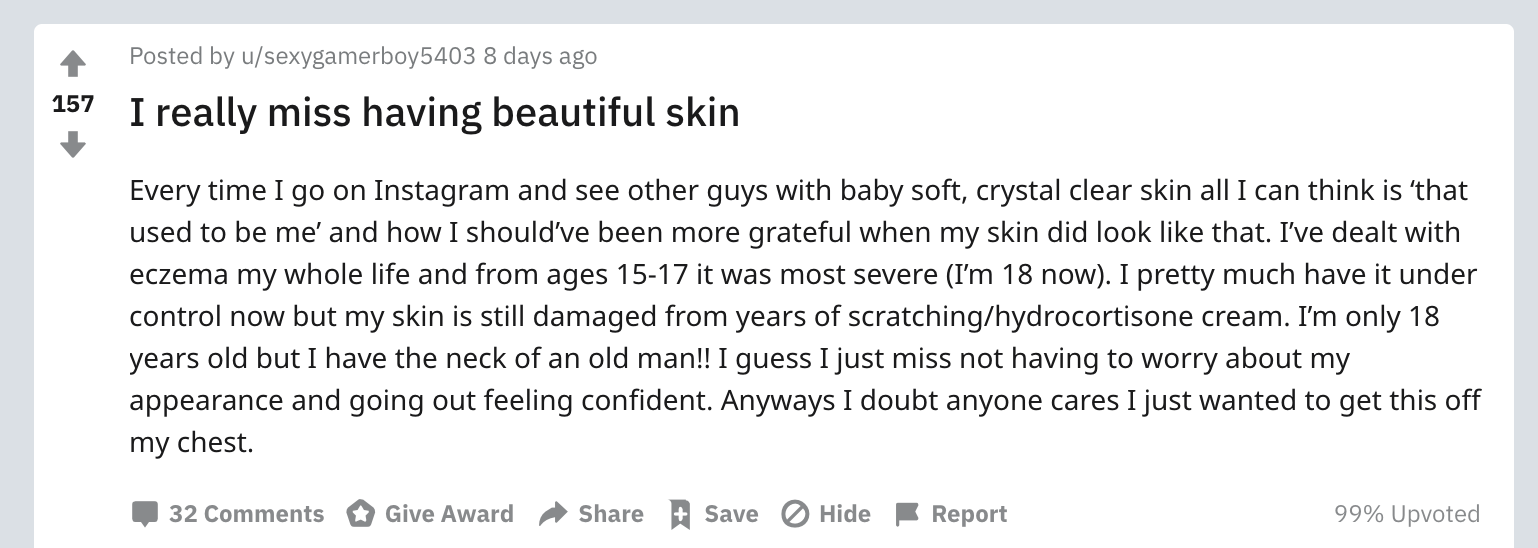 Posted by u/sexygamerboy5403 8 days ago
157
I really miss having beautiful skin
Every time I go on Instagram and see other guys with baby soft, crystal clear skin all I can think is ‘that
used to be me’ and how I should’ve been more grateful when my skin did look like that. I’ve dealt with
eczema my whole life and from ages 15-17 it was most severe (I’m 18 now). I pretty much have it under
control now but my skin is still damaged from years of scratching/hydrocortisone cream. I’m only 18
years old but I have the neck of an old man!! I guess I just miss not having to worry about my
appearance and going out feeling confident. Anyways I doubt anyone cares I just wanted to get this off
my chest.
32 Comments Give Award Share Save Hide Report 99% Upvoted